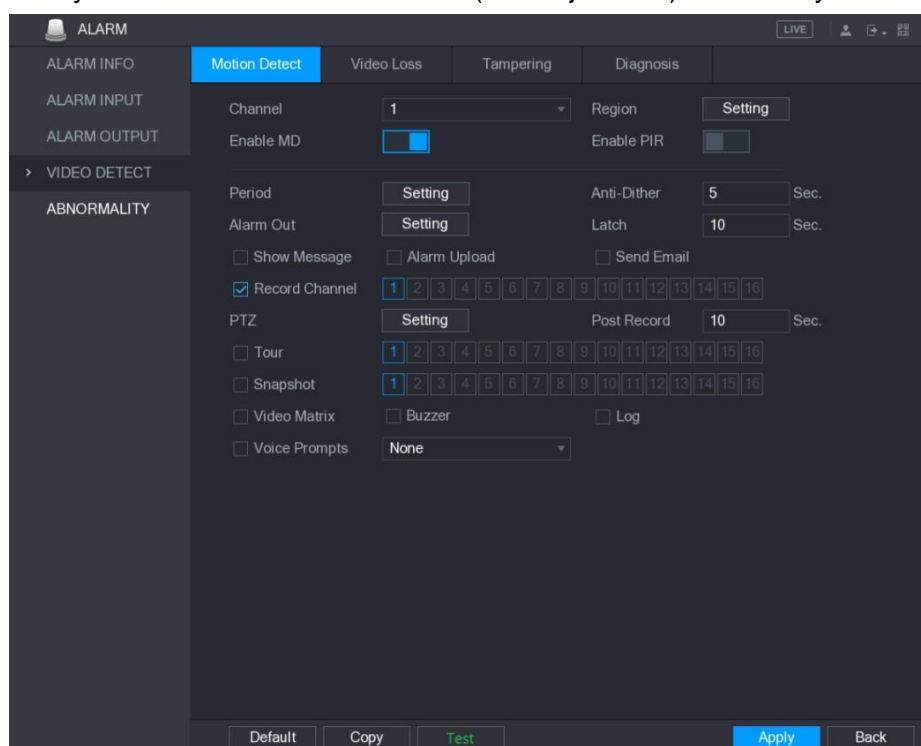 ALARM LIVE
ALARM INFO
ALARM INPUT
ALARM OUTPUT
> VIDEO DETECT
ABNORMALITY
Motion Detect Video Loss Tampering Diagnosis
Channel 1 Region Setting
Enable MD Enable PIR
Period Setting Anti-Dither 5 Sec.
Alarm Out Setting Latch 10 Sec.
Show Message Alarm Upload Send Email
Record Channel 1 2 3 4 5 6 7 8 9 10 11 12 13 14 15 16
PTZ Setting Post Record 10 Sec.
Tour 1 2 3 4 5 6 7 8 9 10 11 12 13 14 15 16
Snapshot 1 2 3 4 5 6 7 8 9 10 11 12 13 14 15 16
Video Matrix Buzzer Log
Voice Prompts None
Default Copy Test Apply Back